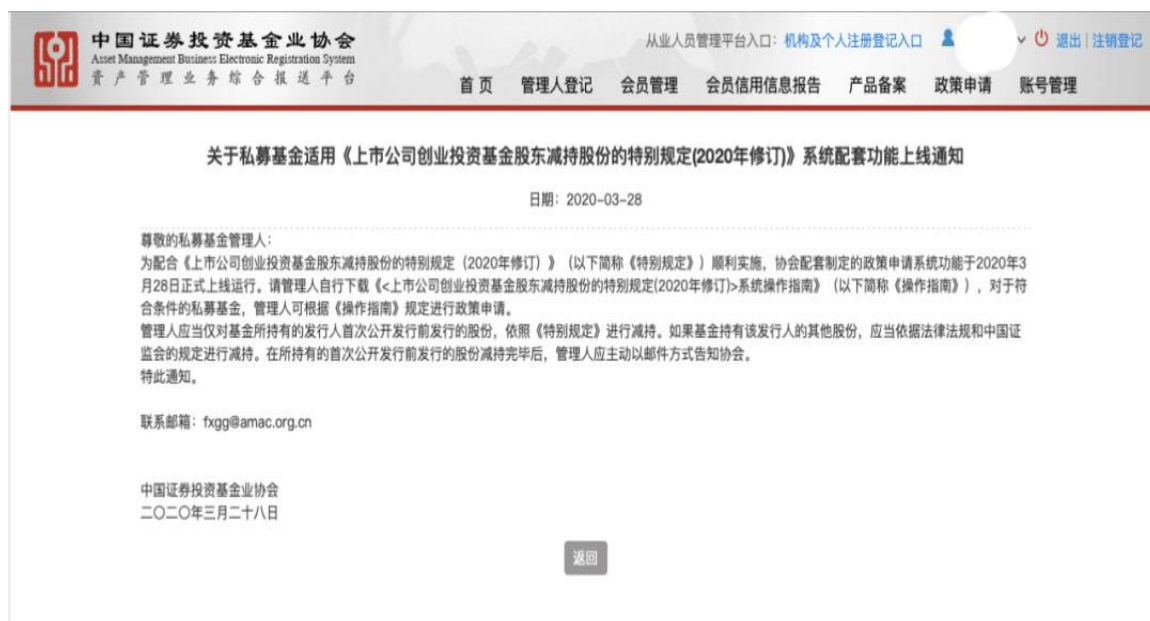 中国证券投资基金业协会
Asset Management Business Electronic Registration System
资产管理业务综合报送平台
从业人员管理平台入口：机构及个人注册登记入口 退出 | 注销登记
首页 管理人登记 会员管理 会员信用信息报告 产品备案 政策申请 账号管理
关于私募基金适用《上市公司创业投资基金股东减持股份的特别规定(2020年修订)》系统配套功能上线通知
日期：2020-03-28
尊敬的私募基金管理人：
为配合《上市公司创业投资基金股东减持股份的特别规定（2020年修订）》（以下简称《特别规定》）顺利实施，协会配套制定的政策申请系统功能于2020年3
月28日正式上线运行。请管理人自行下载《<上市公司创业投资基金股东减持股份的特别规定(2020年修订)>系统操作指南》（以下简称《操作指南》），对于符
合条件的私募基金，管理人可根据《操作指南》规定进行政策申请。
管理人应当仅对基金所持有的发行人首次公开发行前发行的股份，依照《特别规定》进行减持。如果基金持有该发行人的其他股份，应当依据法律法规和中国证
监会的规定进行减持。在所持有的首次公开发行前发行的股份减持完毕后，管理人应主动以邮件方式告知协会。
特此通知。
联系邮箱：fxgg@amac.org.cn
中国证券投资基金业协会
二〇二〇年三月二十八日
返回